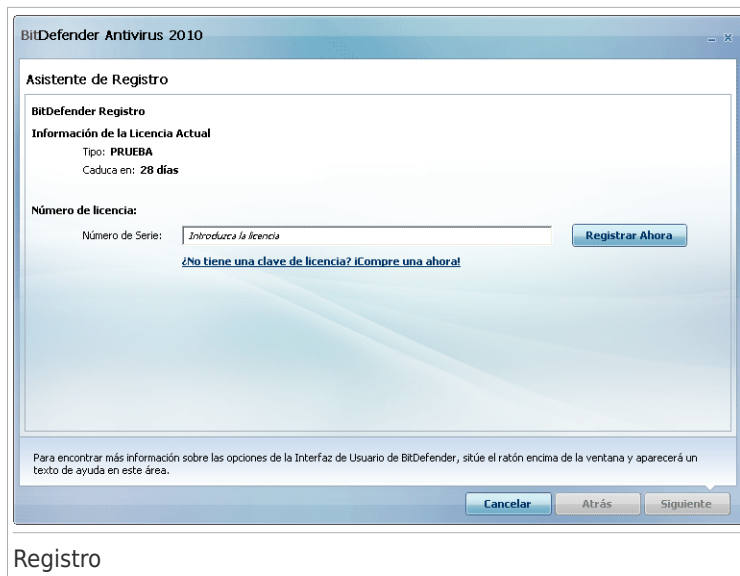 BitDefender Antivirus 2010
Asistente de Registro
BitDefender Registro
Información de la Licencia Actual
Tipo: PRUEBA
Caduca en: 28 días
Número de licencia:
Número de Serie: Introduzca la licencia Registrar Ahora
¿No tiene una clave de licencia? ¡Compre una ahora!
Para encontrar más información sobre las opciones de la Interfaz de Usuario de BitDefender, sitúe el ratón encima de la ventana y aparecerá un
texto de ayuda en este área.
Cancelar Atrás Siguiente
Registro